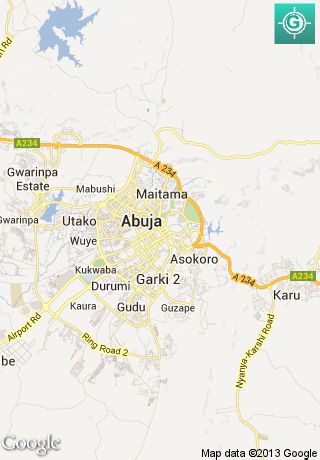 G
A234
A 234
Gwarinpa
Estate
Mabushi
Maitama
Gwarinpa
Utako
Abuja
Wuye
Asokoro
Kukwaba
Garki 2
A 234
A234
Durumi
Karu
Kaura
Gudu
Guzape
Airport Rd
Ring Road 2
Nyanya-Karshi Road
be
Google
Map data ©2013 Google